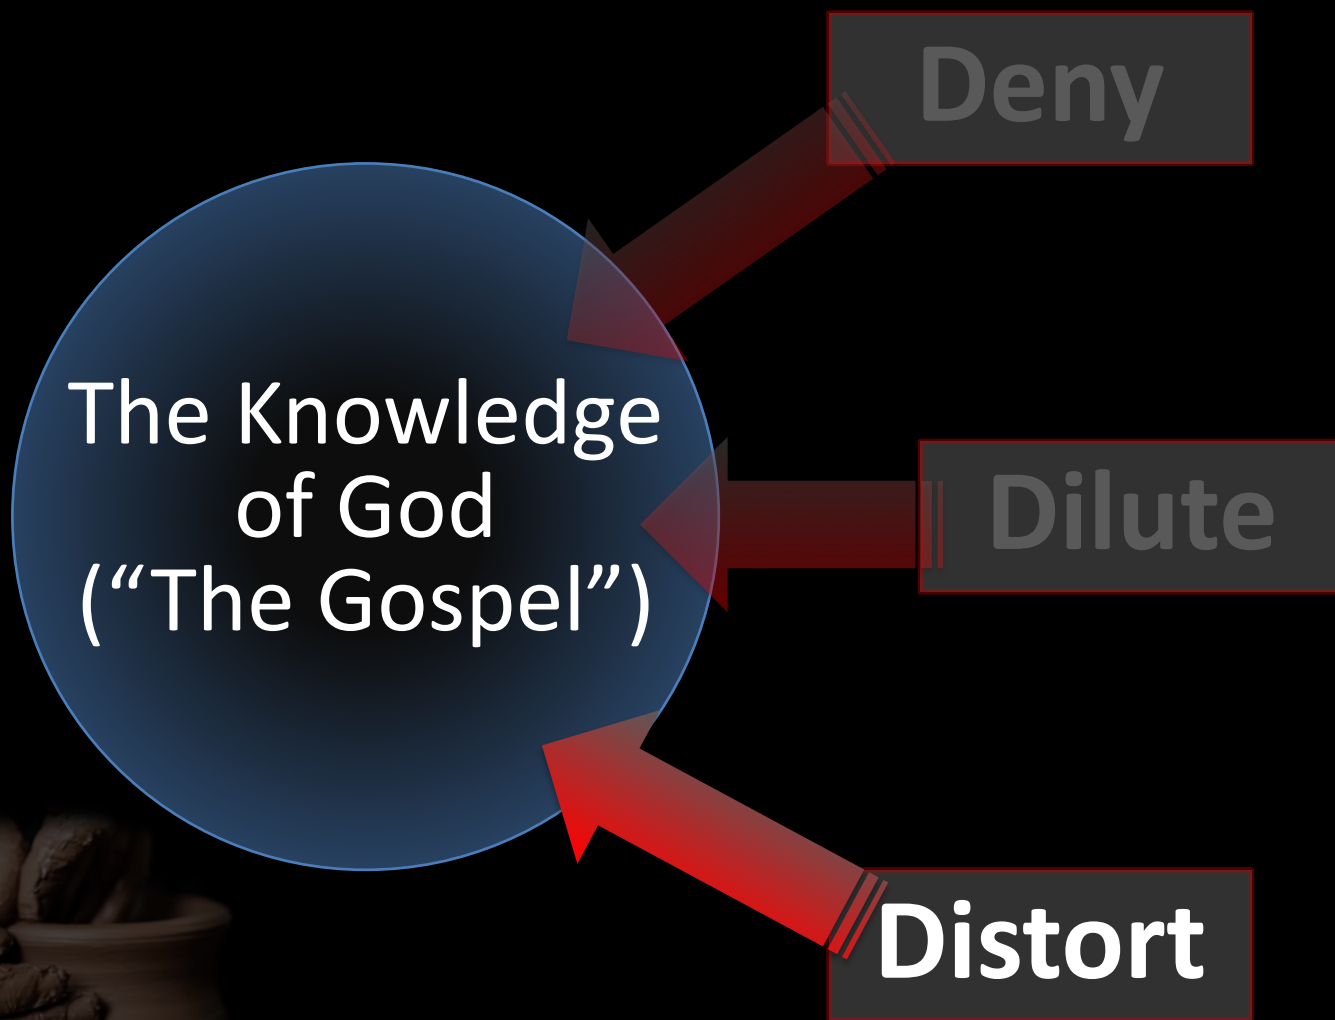 Deny
The Knowledge
of God
(“The Gospel”)
Dilute
Distort